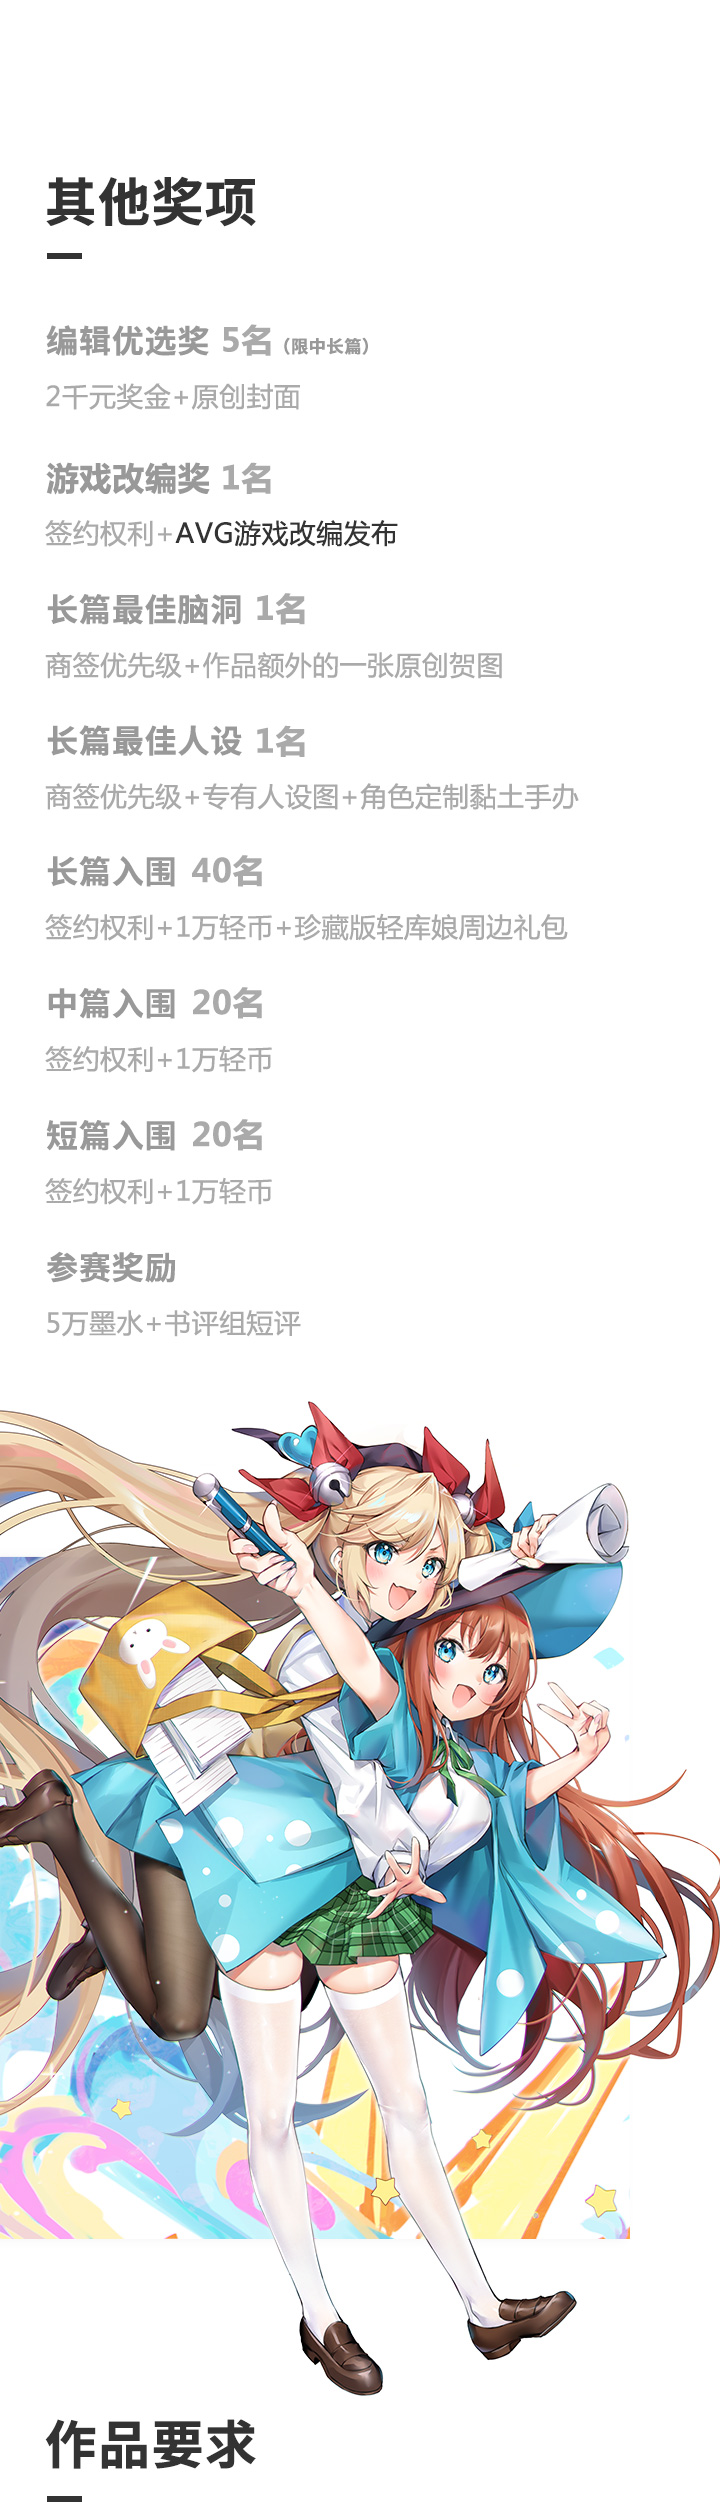 其他奖项
编辑优选奖 5名（限中长篇）
2千元奖金+原创封面
游戏改编奖 1名
签约权利+AVG游戏改编发布
长篇最佳脑洞 1名
商签优先级+作品额外的一张原创贺图
长篇最佳人设 1名
商签优先级+专有人设图+角色定制黏土手办
长篇入围 40名
签约权利+1万轻币+珍藏版轻库娘周边礼包
中篇入围 20名
签约权利+1万轻币
短篇入围 20名
签约权利+1万轻币
参赛奖励
5万墨水+书评组短评
作品要求